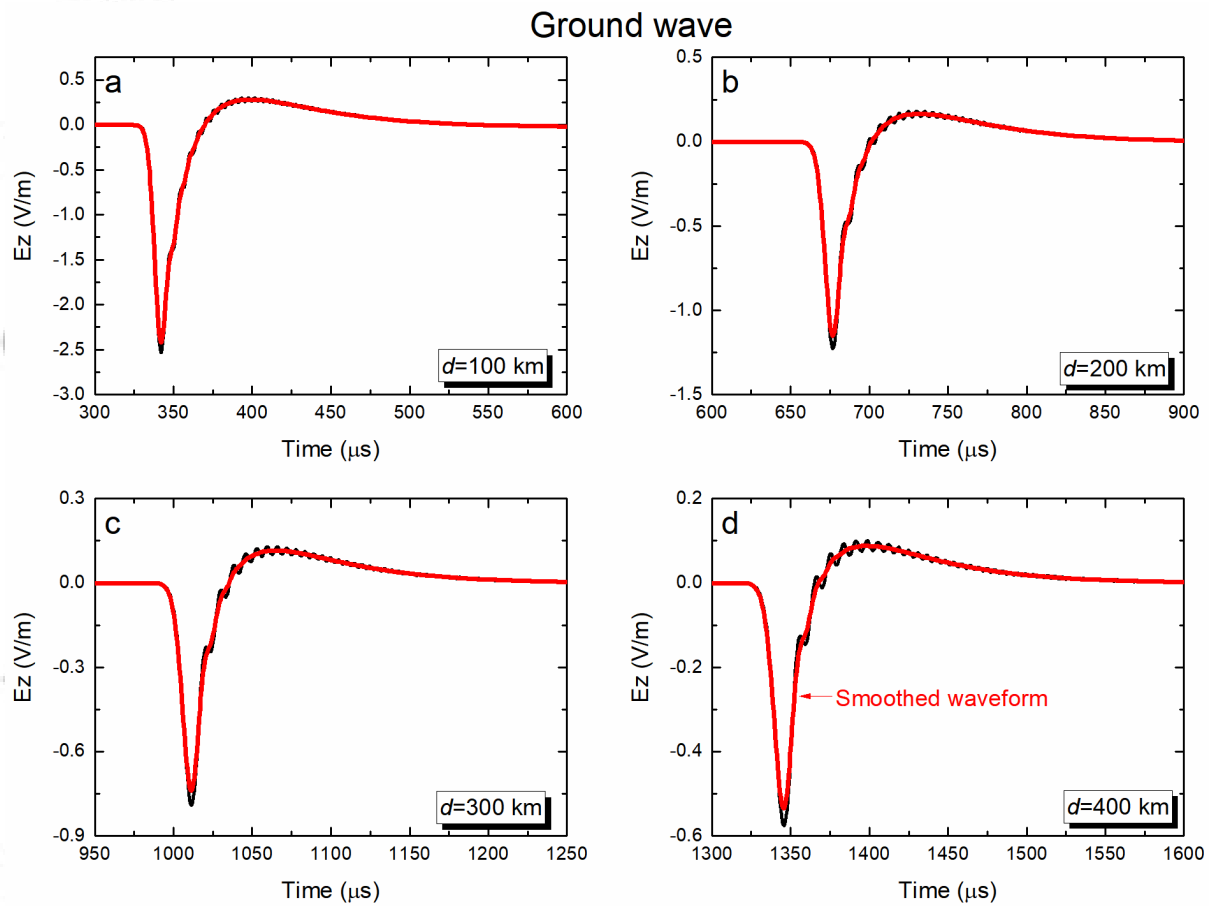 Ground wave
a
0.5
0.0
-0.5
-1.0
-1.5
-2.0
-2.5
-3.0
Ez (V/m)
d=100 km
300 350 400 450 500 550 600
Time (μs)
b
0.5
0.0
-0.5
-1.0
-1.5
Ez (V/m)
d=200 km
600 650 700 750 800 850 900
Time (μs)
c
0.3
0.0
-0.3
-0.6
-0.9
Ez (V/m)
d=300 km
950 1000 1050 1100 1150 1200 1250
Time (μs)
d
0.2
0.0
-0.2
-0.4
-0.6
Ez (V/m)
Smoothed waveform
d=400 km
1300 1350 1400 1450 1500 1550 1600
Time (μs)